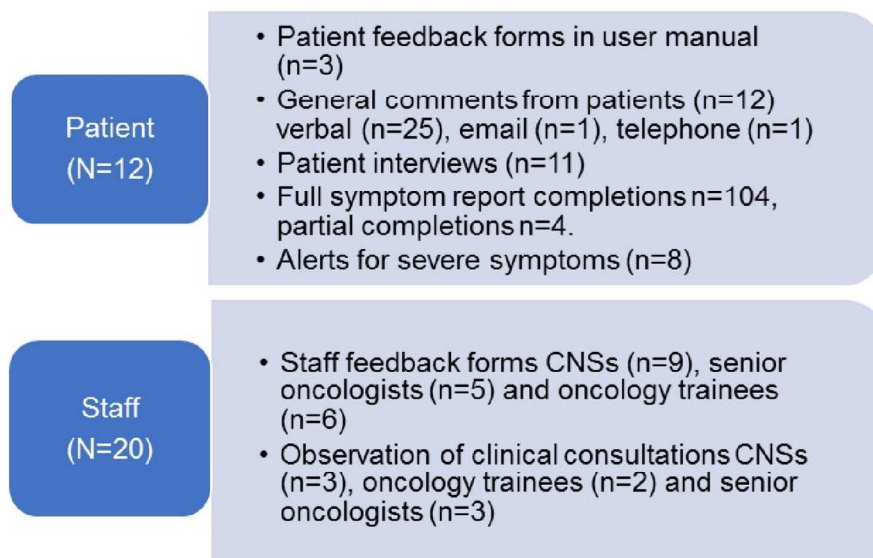 Patient
(N=12)
• Patient feedback forms in user manual
(n=3)
• General comments from patients (n=12)
verbal (n=25), email (n=1), telephone (n=1)
• Patient interviews (n=11)
• Full symptom report completions n=104,
partial completions n=4.
• Alerts for severe symptoms (n=8)
Staff
(N=20)
• Staff feedback forms CNSs (n=9), senior
oncologists (n=5) and oncology trainees
(n=6)
• Observation of clinical consultations CNSs
(n=3), oncology trainees (n=2) and senior
oncologists (n=3)